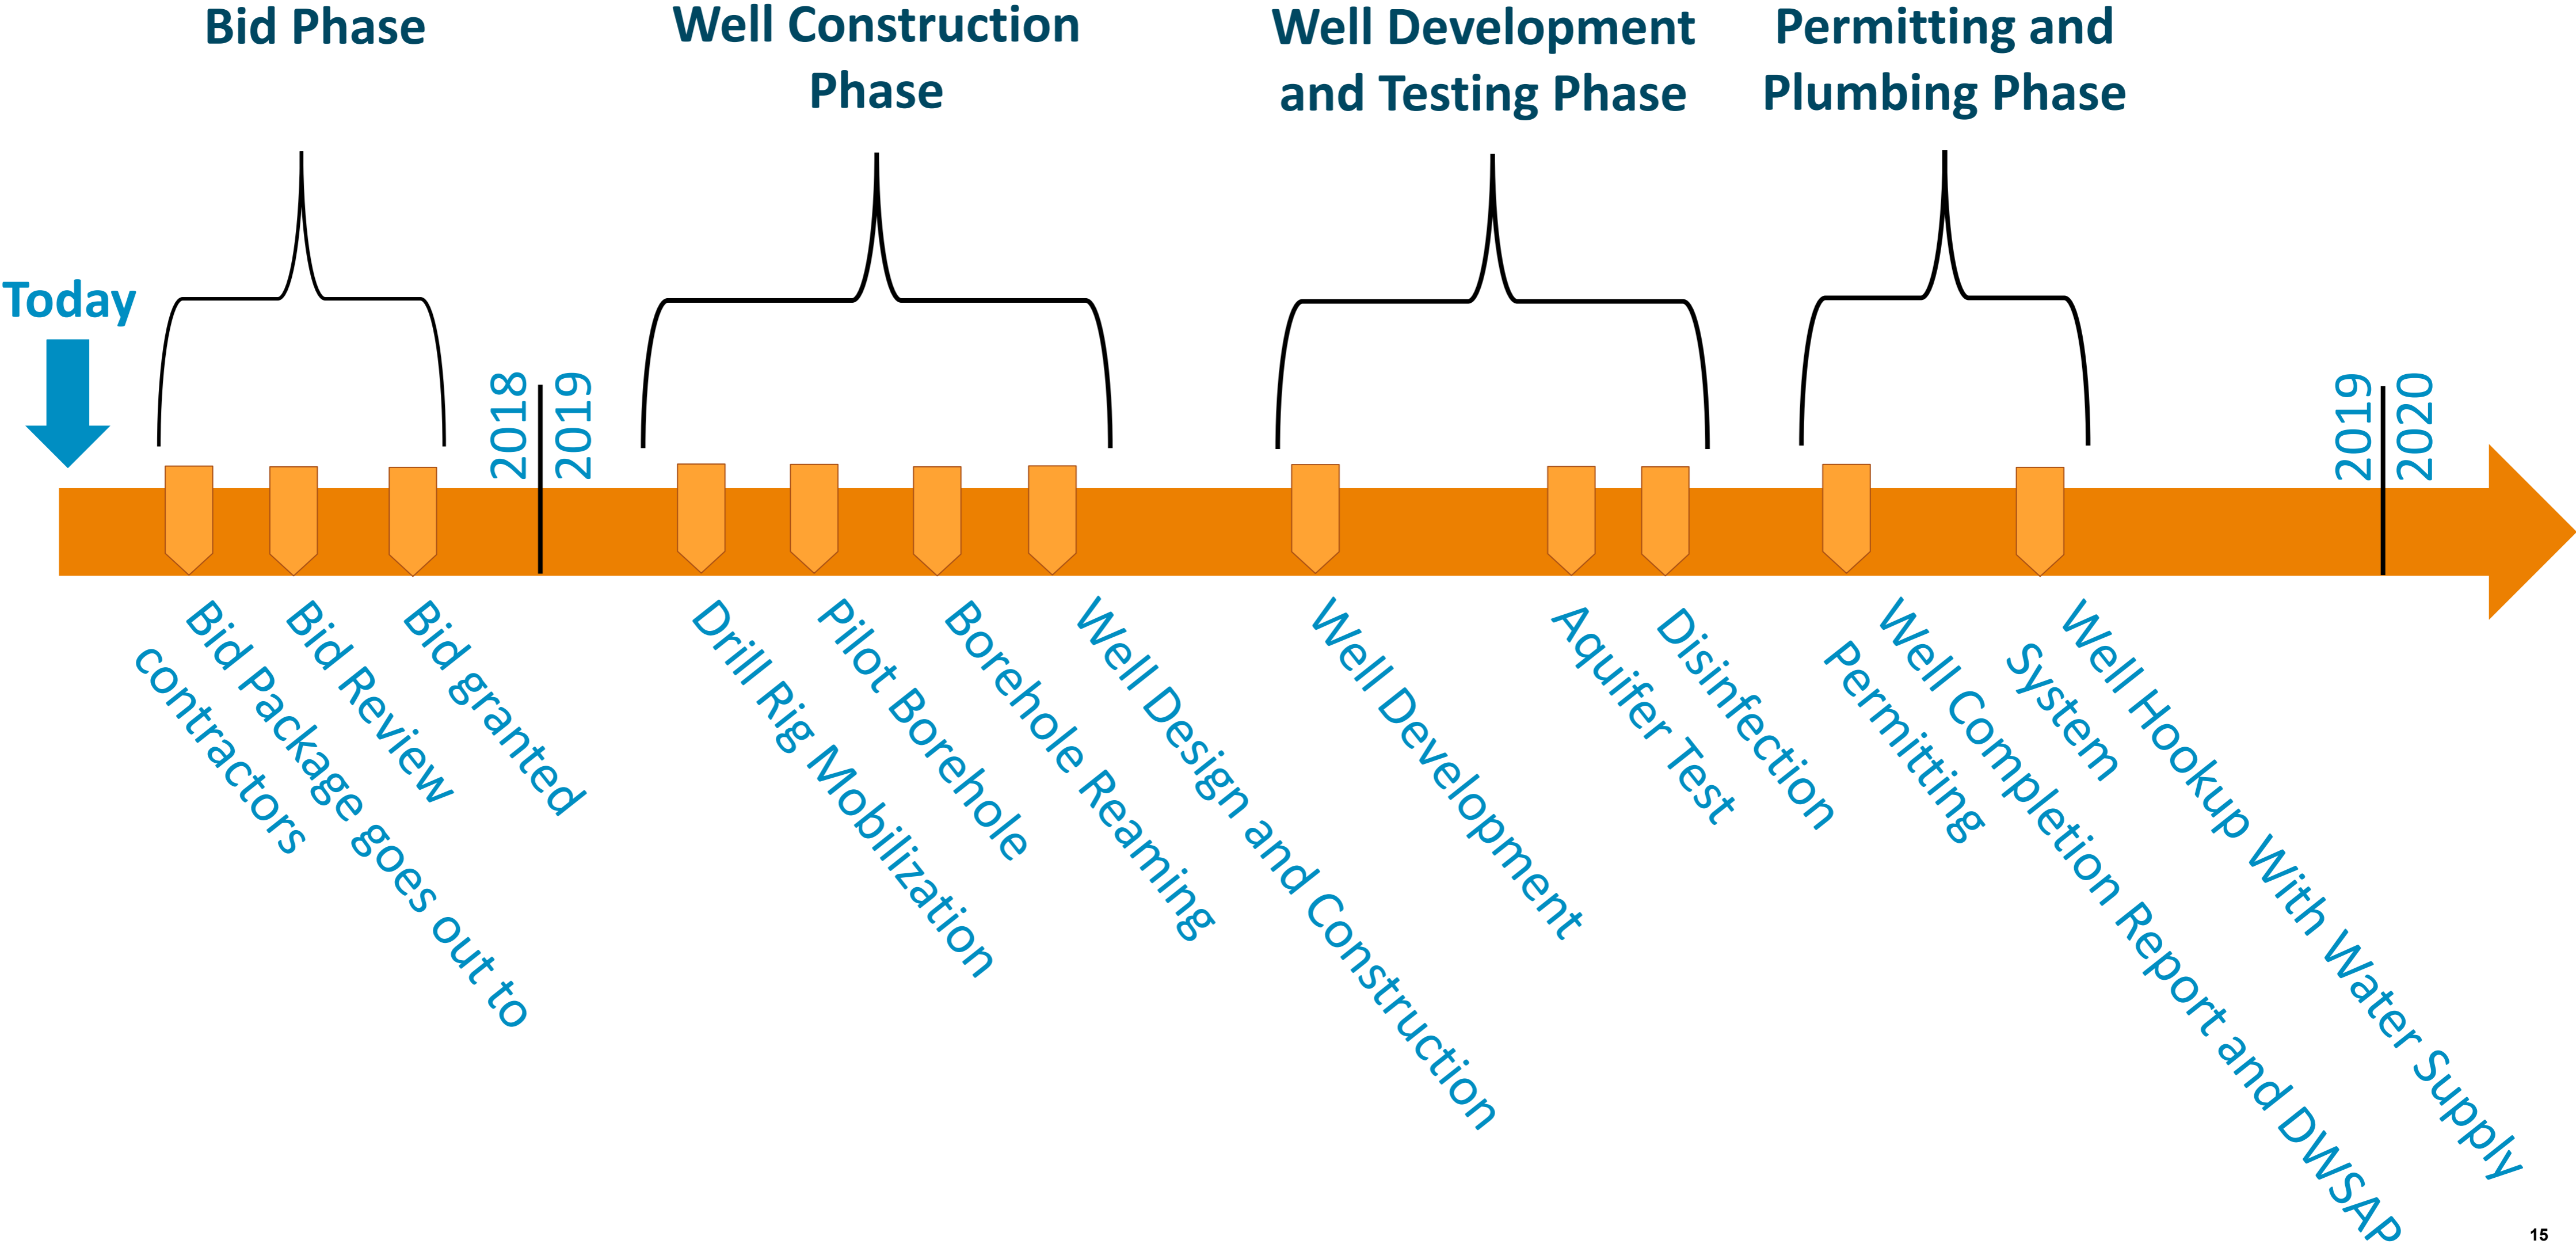 Bid Phase
Well Construction
Phase
Well Development
and Testing Phase
Permitting and
Plumbing Phase
Today
2018
2019
2019
2020
Bid Package goes out to
contractors
Bid Review
Bid granted
Drill Rig Mobilization
Pilot Borehole
Borehole Reaming
Well Design and Construction
Well Development
Aquifer Test
Disinfection
Well Completion Report and DWSAP
Permitting
Well Hookup With Water Supply
System
15